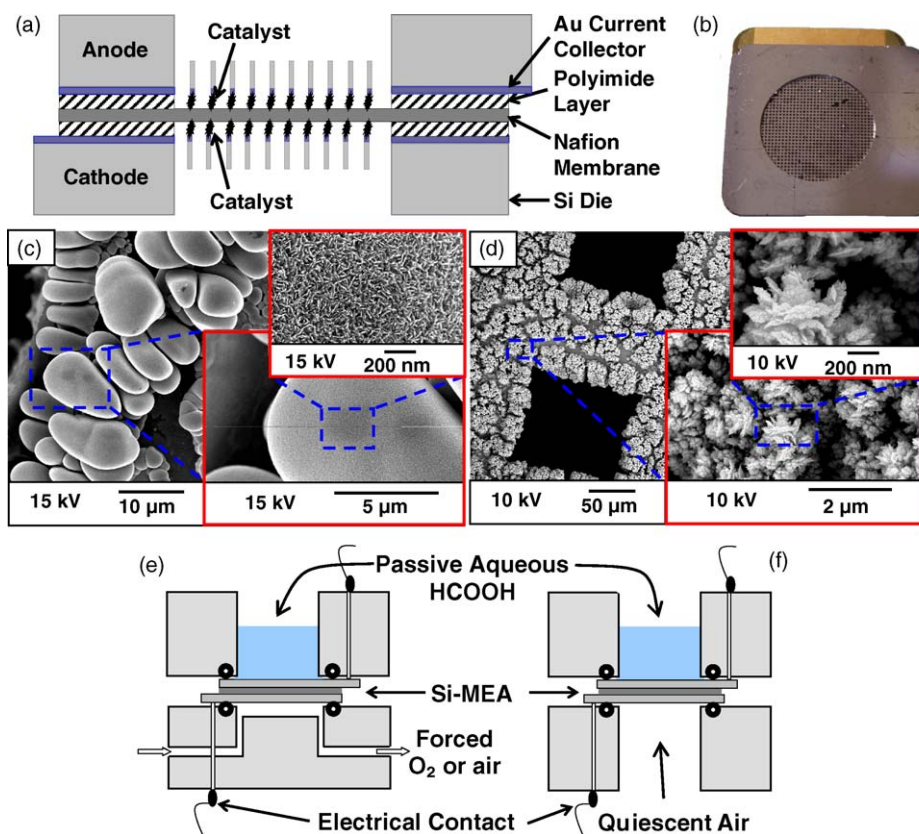 (a)
Anode
Catalyst
Au Current
Collector
Polyimide
Layer
Nafion
Membrane
Cathode
Catalyst
Si Die
(b)
(c)
15 kV
10 µm
15 kV
200 nm
15 kV
5 µm
(d)
10 kV
50 µm
10 kV
200 nm
10 kV
2 µm
(e)
Passive Aqueous
HCOOH
(f)
Si-MEA
Forced
O₂ or air
Electrical Contact
Quiescent Air